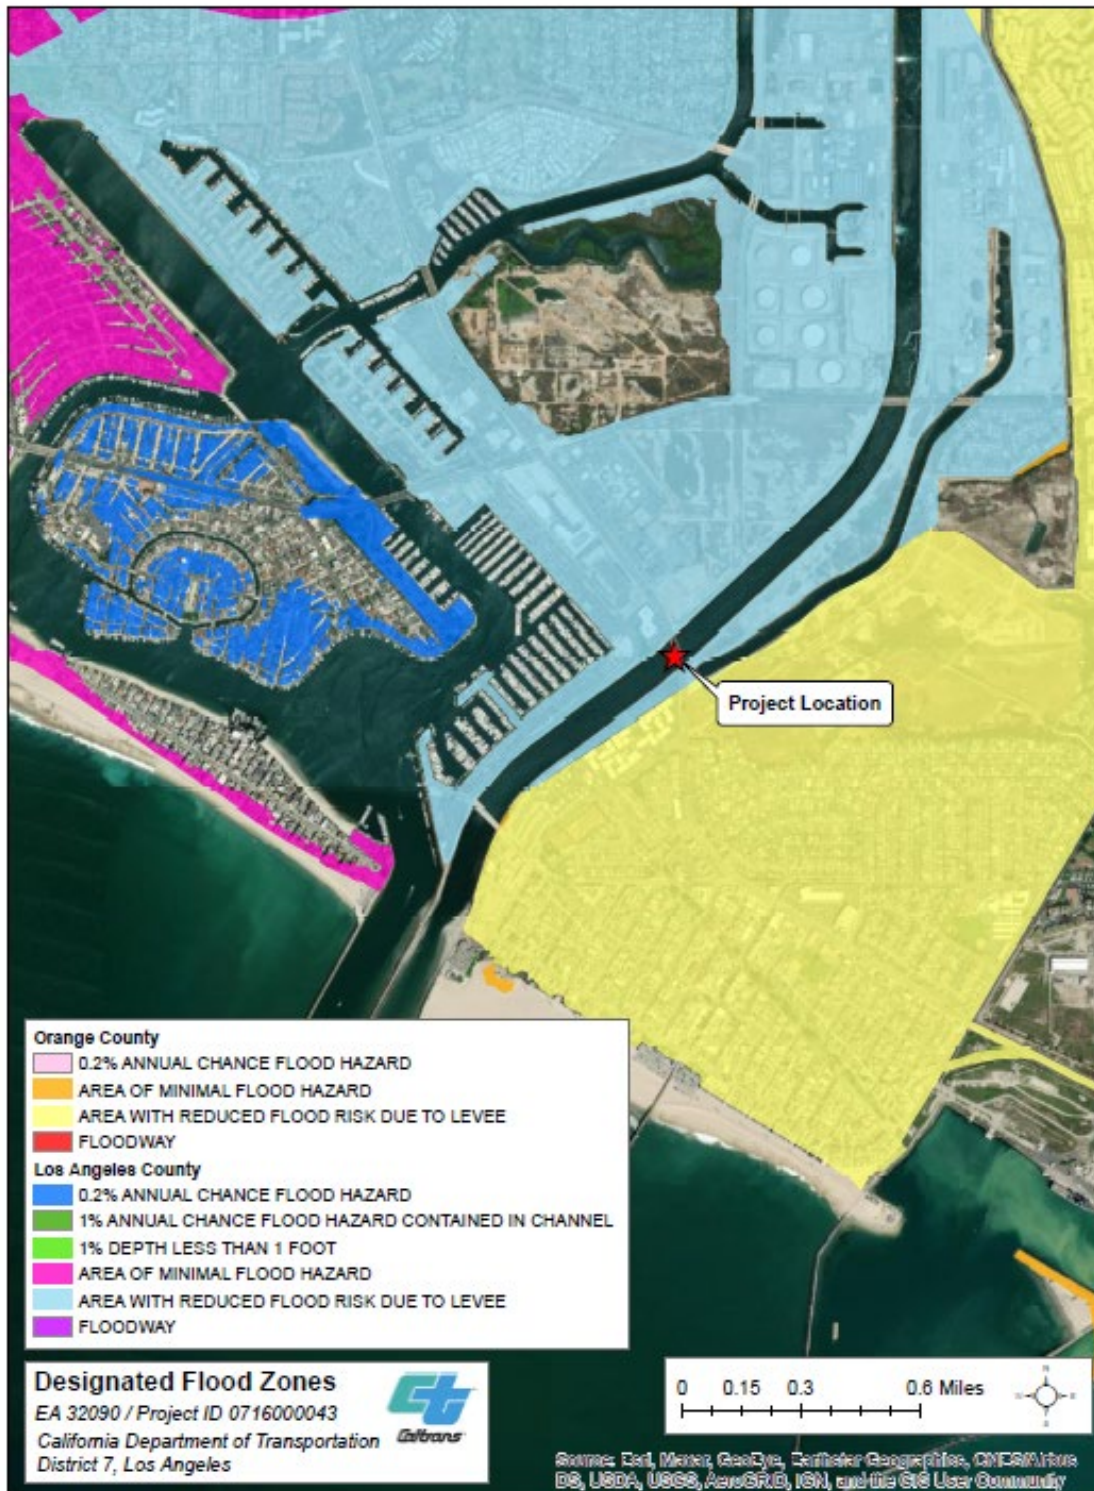 Project Location
Orange County
0.2% ANNUAL CHANCE FLOOD HAZARD
AREA OF MINIMAL FLOOD HAZARD
AREA WITH REDUCED FLOOD RISK DUE TO LEVEE
FLOODWAY
Los Angeles County
0.2% ANNUAL CHANCE FLOOD HAZARD
1% ANNUAL CHANCE FLOOD HAZARD CONTAINED IN CHANNEL
1% DEPTH LESS THAN 1 FOOT
AREA OF MINIMAL FLOOD HAZARD
AREA WITH REDUCED FLOOD RISK DUE TO LEVEE
FLOODWAY
Designated Flood Zones
EA 32090 / Project ID 0716000043
California Department of Transportation
District 7, Los Angeles
Caltrans
0 0.15 0.3 0.6 Miles
N
W E
S
Source: Esri, Maxar, GeoEye, Earthstar Geographics, CNES/Airbus
DS, USDA, USGS, AeroGRID, IGN, and the GIS User Community